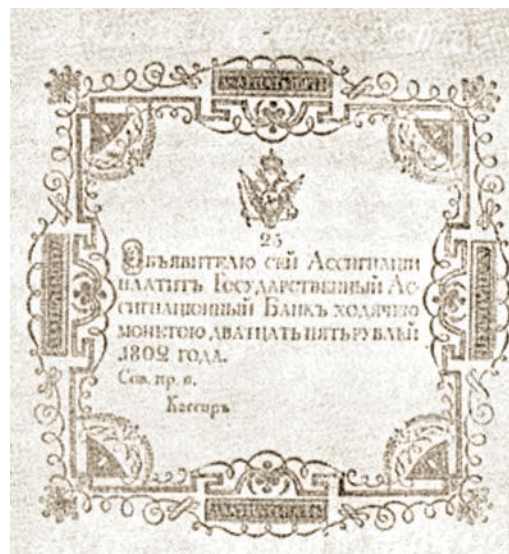 25
Объявителю сей Ассигнации
платитъ Государственный Ас-
сигнационный Банкъ ходячею
монетою двадцать пять рублей
1802 года.
Сов. пр. в.
Кассиръ